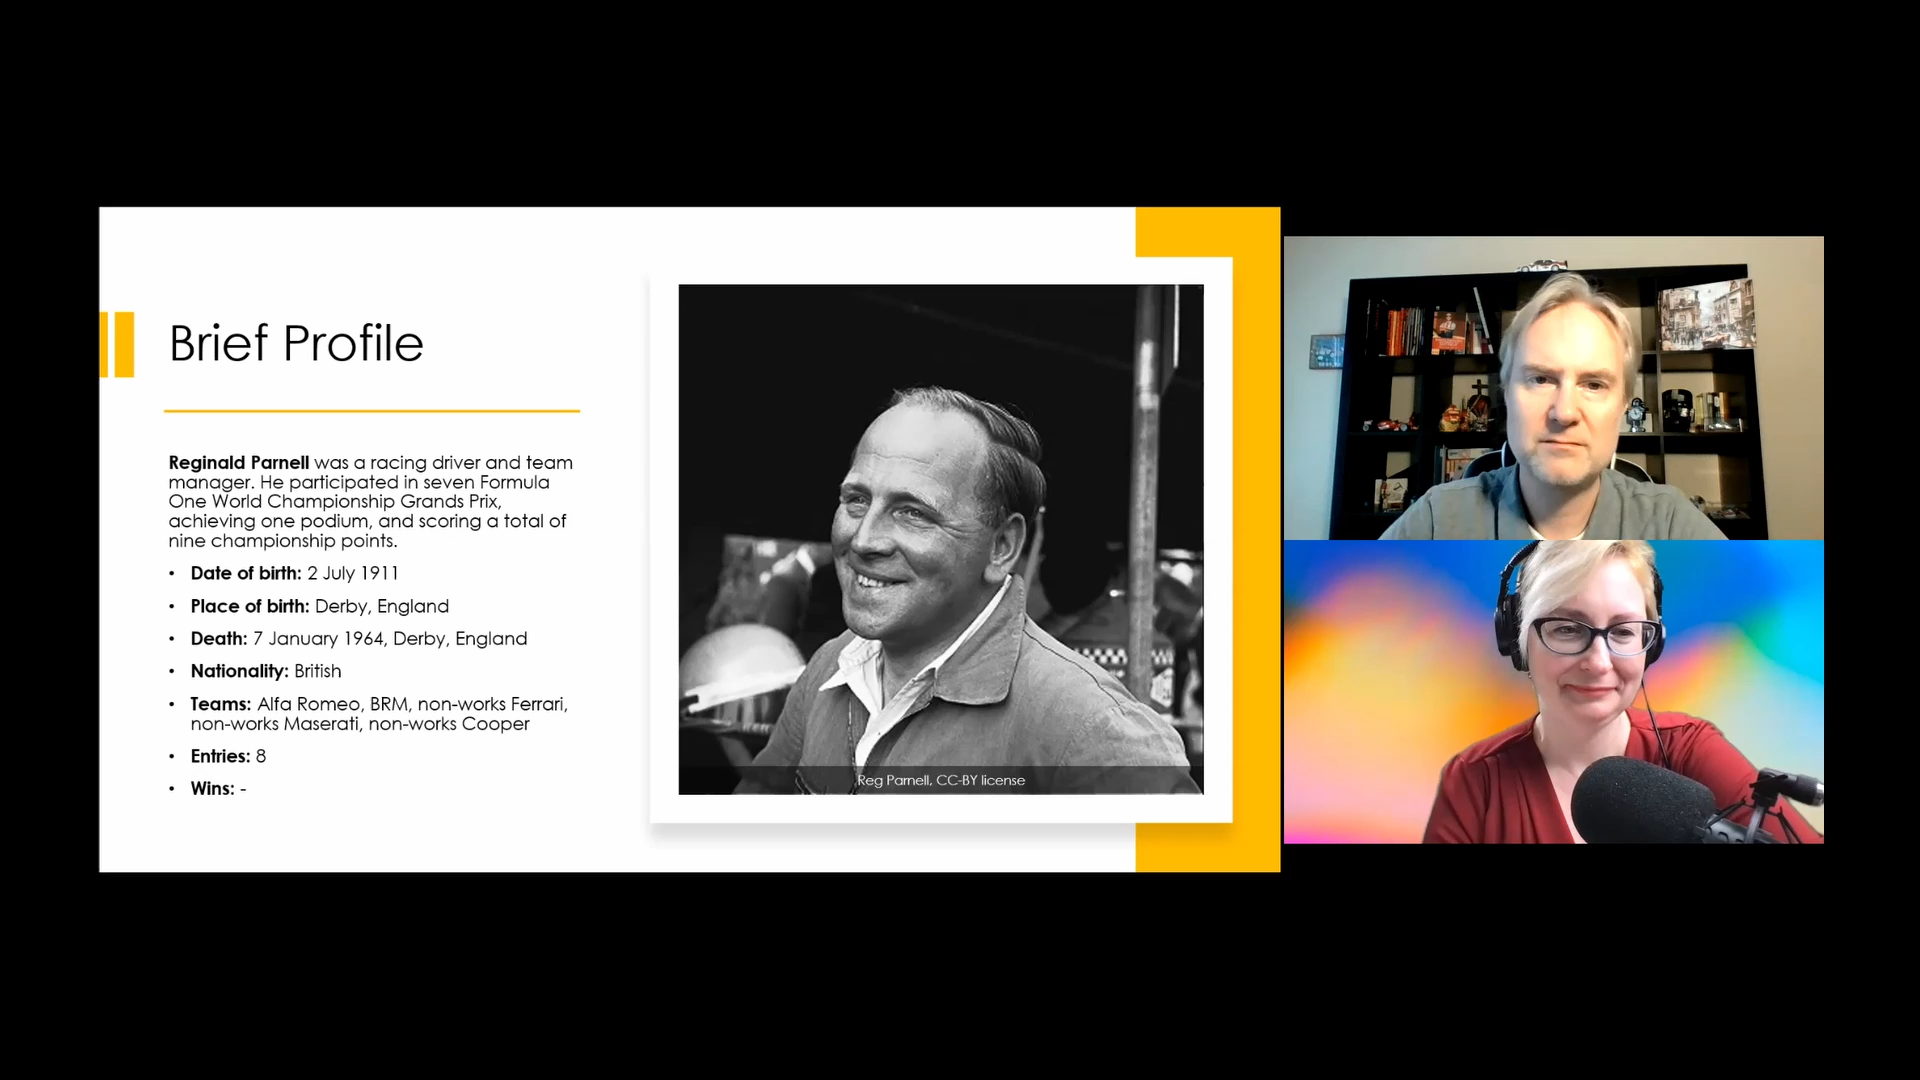 Brief Profile
Reginald Parnell was a racing driver and team
manager. He participated in seven Formula
One World Championship Grands Prix,
achieving one podium, and scoring a total of
nine championship points.
• Date of birth: 2 July 1911
• Place of birth: Derby, England
• Death: 7 January 1964, Derby, England
• Nationality: British
• Teams: Alfa Romeo, BRM, non-works Ferrari,
non-works Maserati, non-works Cooper
• Entries: 8
• Wins: -
Reg Parnell, CC-BY license